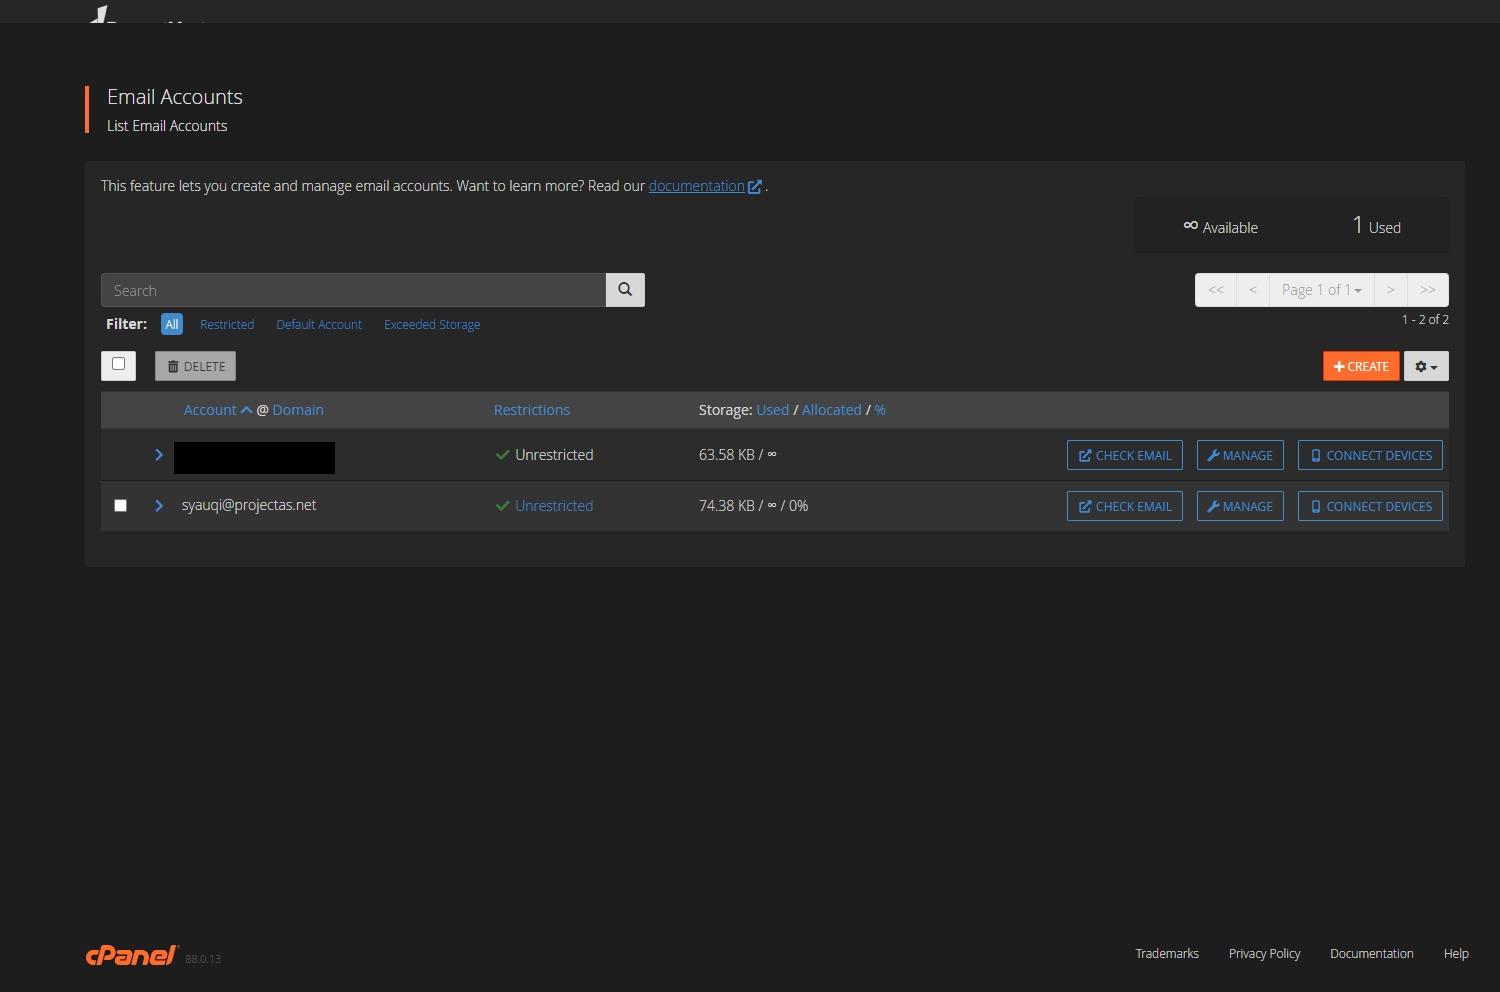 Email Accounts
List Email Accounts
This feature lets you create and manage email accounts. Want to learn more? Read our documentation .
∞ Available 1 Used
Search
<< < Page 1 of 1 > >>
Filter: All Restricted Default Account Exceeded Storage
1 - 2 of 2
DELETE
CREATE
Account @ Domain Restrictions Storage: Used / Allocated / %
Unrestricted 63.58 KB / ∞ CHECK EMAIL MANAGE CONNECT DEVICES
syauqi@projectas.net Unrestricted 74.38 KB / ∞ / 0% CHECK EMAIL MANAGE CONNECT DEVICES
cPanel 88.0.13 Trademarks Privacy Policy Documentation Help